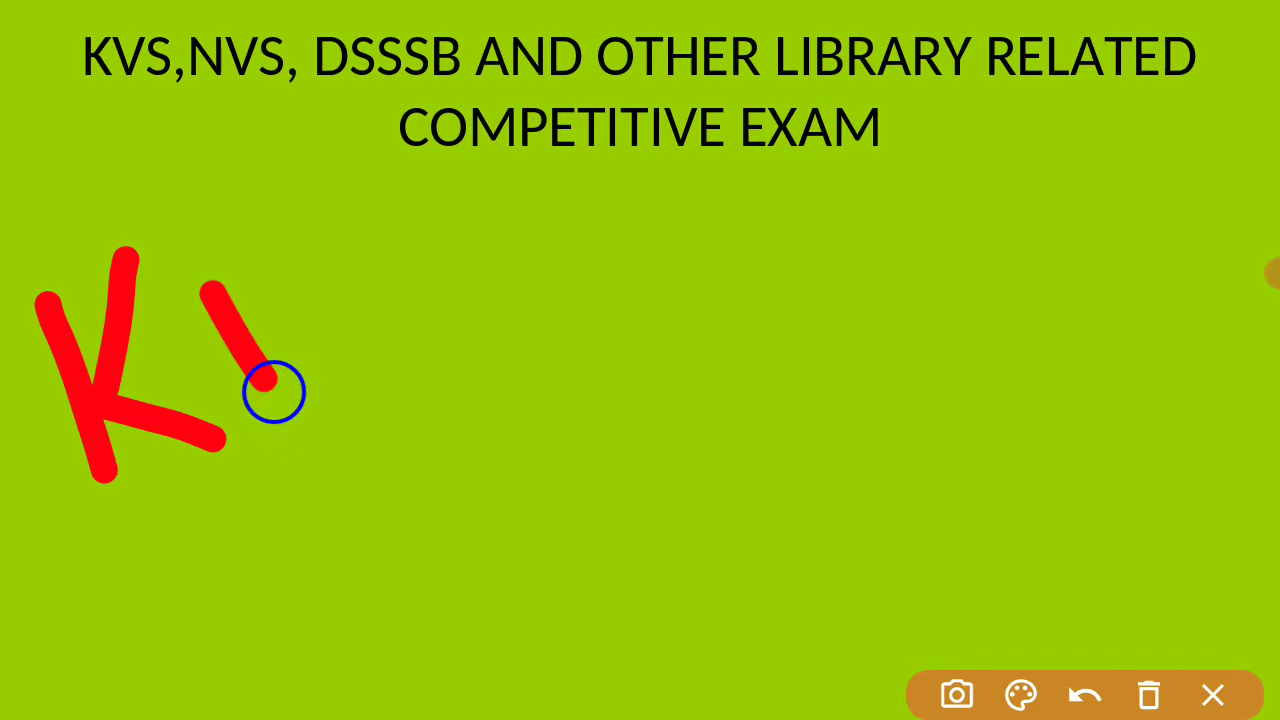 KVS,NVS, DSSSB AND OTHER LIBRARY RELATED
COMPETITIVE EXAM
K